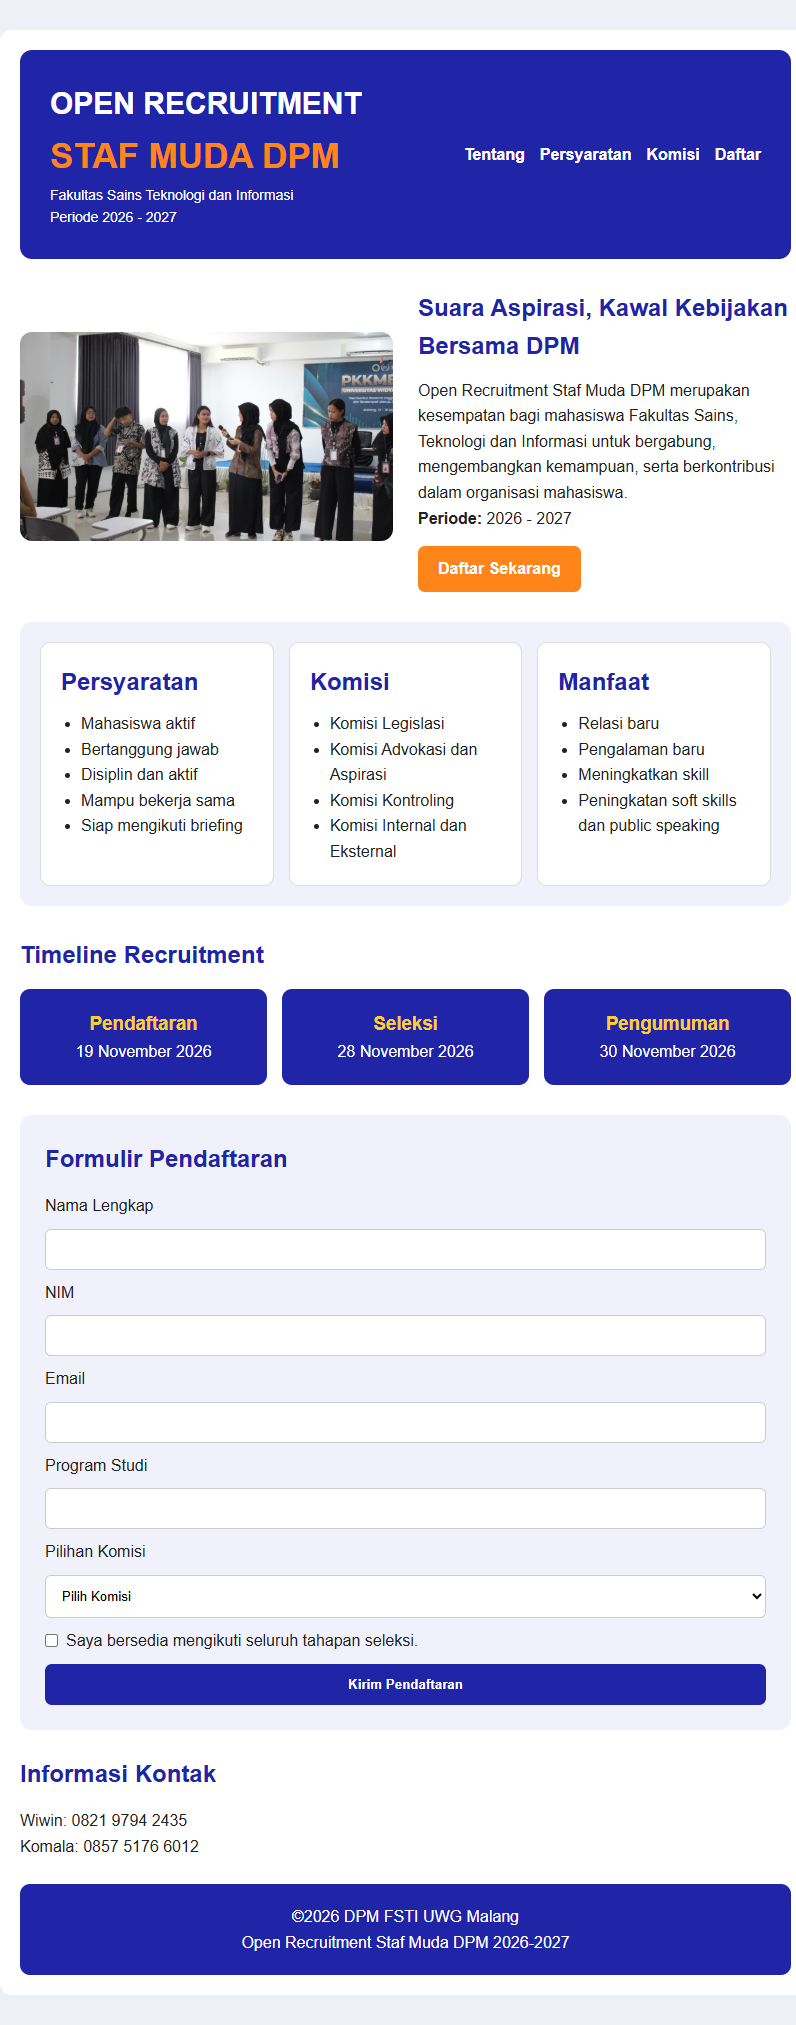 OPEN RECRUITMENT
STAF MUDA DPM
Fakultas Sains Teknologi dan Informasi
Periode 2026 - 2027
Tentang Persyaratan Komisi Daftar
PKKMB
Suara Aspirasi, Kawal Kebijakan
Bersama DPM
Open Recruitment Staf Muda DPM merupakan
kesempatan bagi mahasiswa Fakultas Sains,
Teknologi dan Informasi untuk bergabung,
mengembangkan kemampuan, serta berkontribusi
dalam organisasi mahasiswa.
Periode: 2026 - 2027
Daftar Sekarang
Persyaratan
• Mahasiswa aktif
• Bertanggung jawab
• Disiplin dan aktif
• Mampu bekerja sama
• Siap mengikuti briefing
Komisi
• Komisi Legislasi
• Komisi Advokasi dan
Aspirasi
• Komisi Kontroling
• Komisi Internal dan
Eksternal
Manfaat
• Relasi baru
• Pengalaman baru
• Meningkatkan skill
• Peningkatan soft skills
dan public speaking
Timeline Recruitment
Pendaftaran
19 November 2026
Seleksi
28 November 2026
Pengumuman
30 November 2026
Formulir Pendaftaran
Nama Lengkap
NIM
Email
Program Studi
Pilihan Komisi
Pilih Komisi
Saya bersedia mengikuti seluruh tahapan seleksi.
Kirim Pendaftaran
Informasi Kontak
Wiwin: 0821 9794 2435
Komala: 0857 5176 6012
©2026 DPM FSTI UWG Malang
Open Recruitment Staf Muda DPM 2026-2027